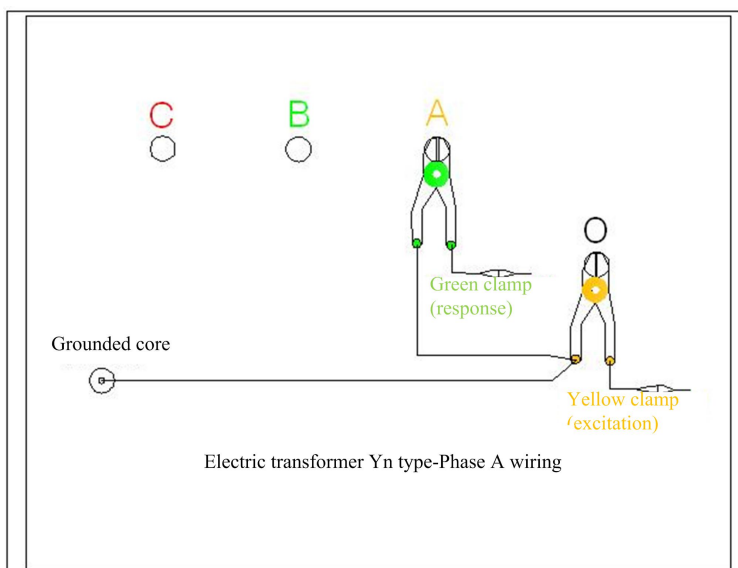 C B A
O
Green clamp
(response)
Grounded core
Yellow clamp
(excitation)
Electric transformer Yn type-Phase A wiring